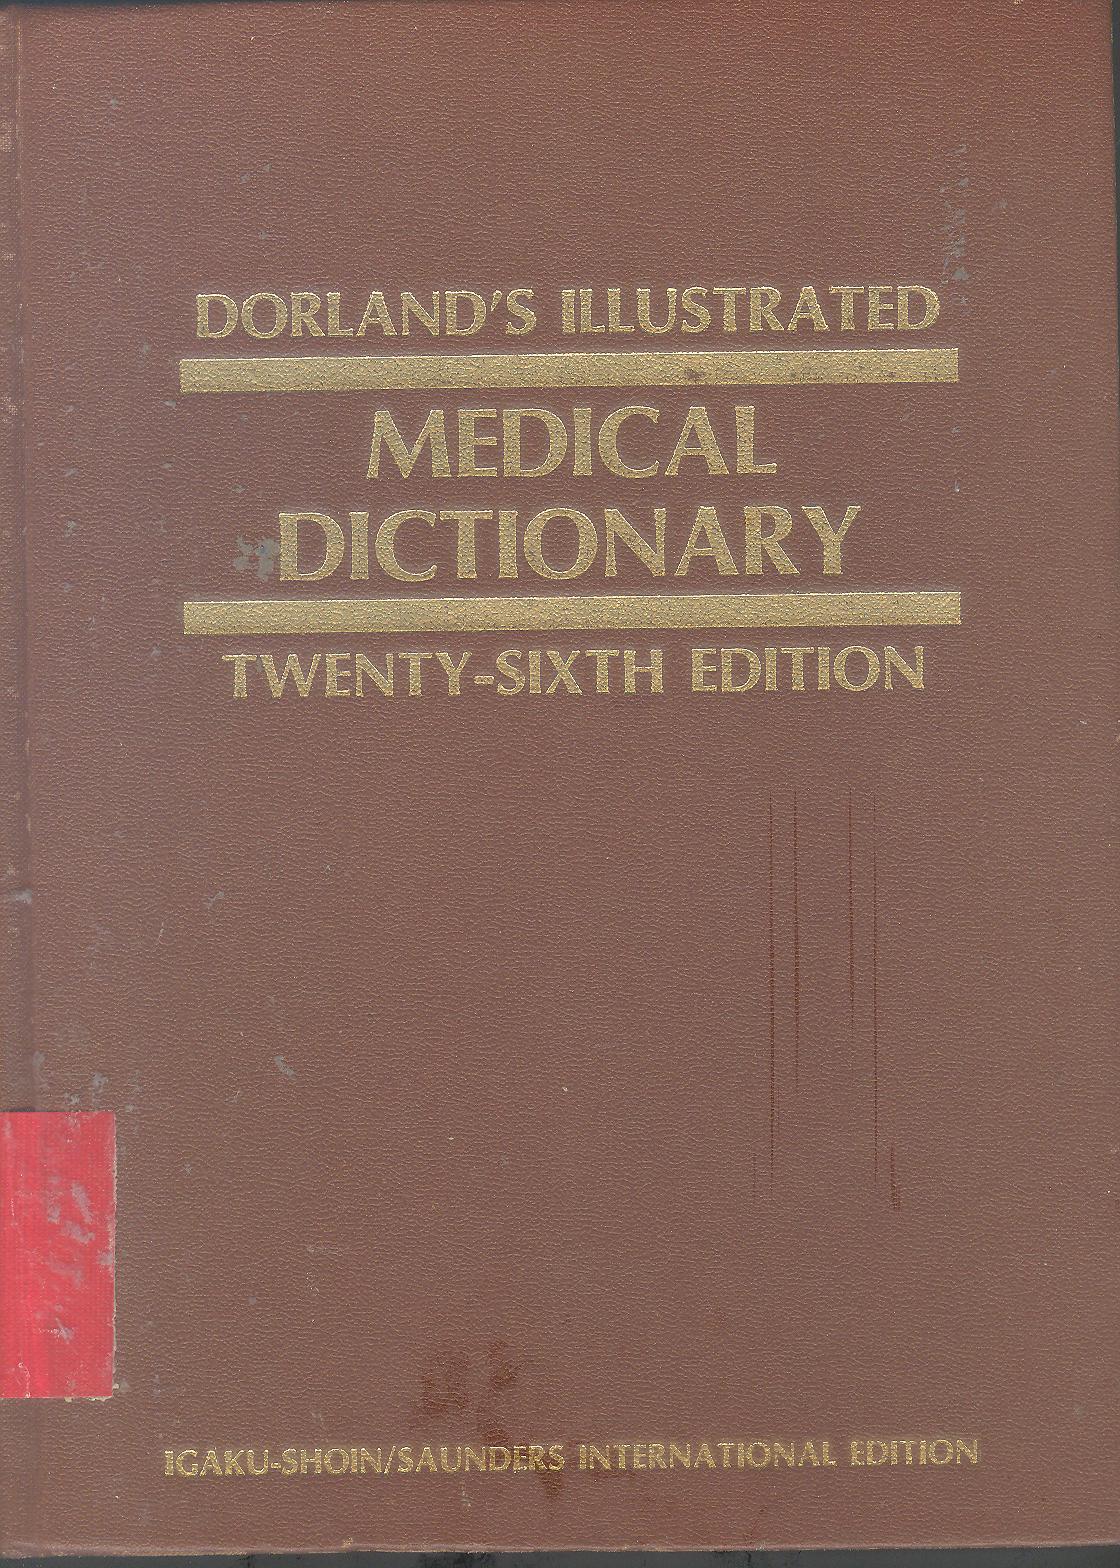 DORLAND'S ILLUSTRATED
MEDICAL
DICTIONARY
TWENTY-SIXTH EDITION
IGAKU-SHOIN/SAUNDERS INTERNATIONAL EDITION